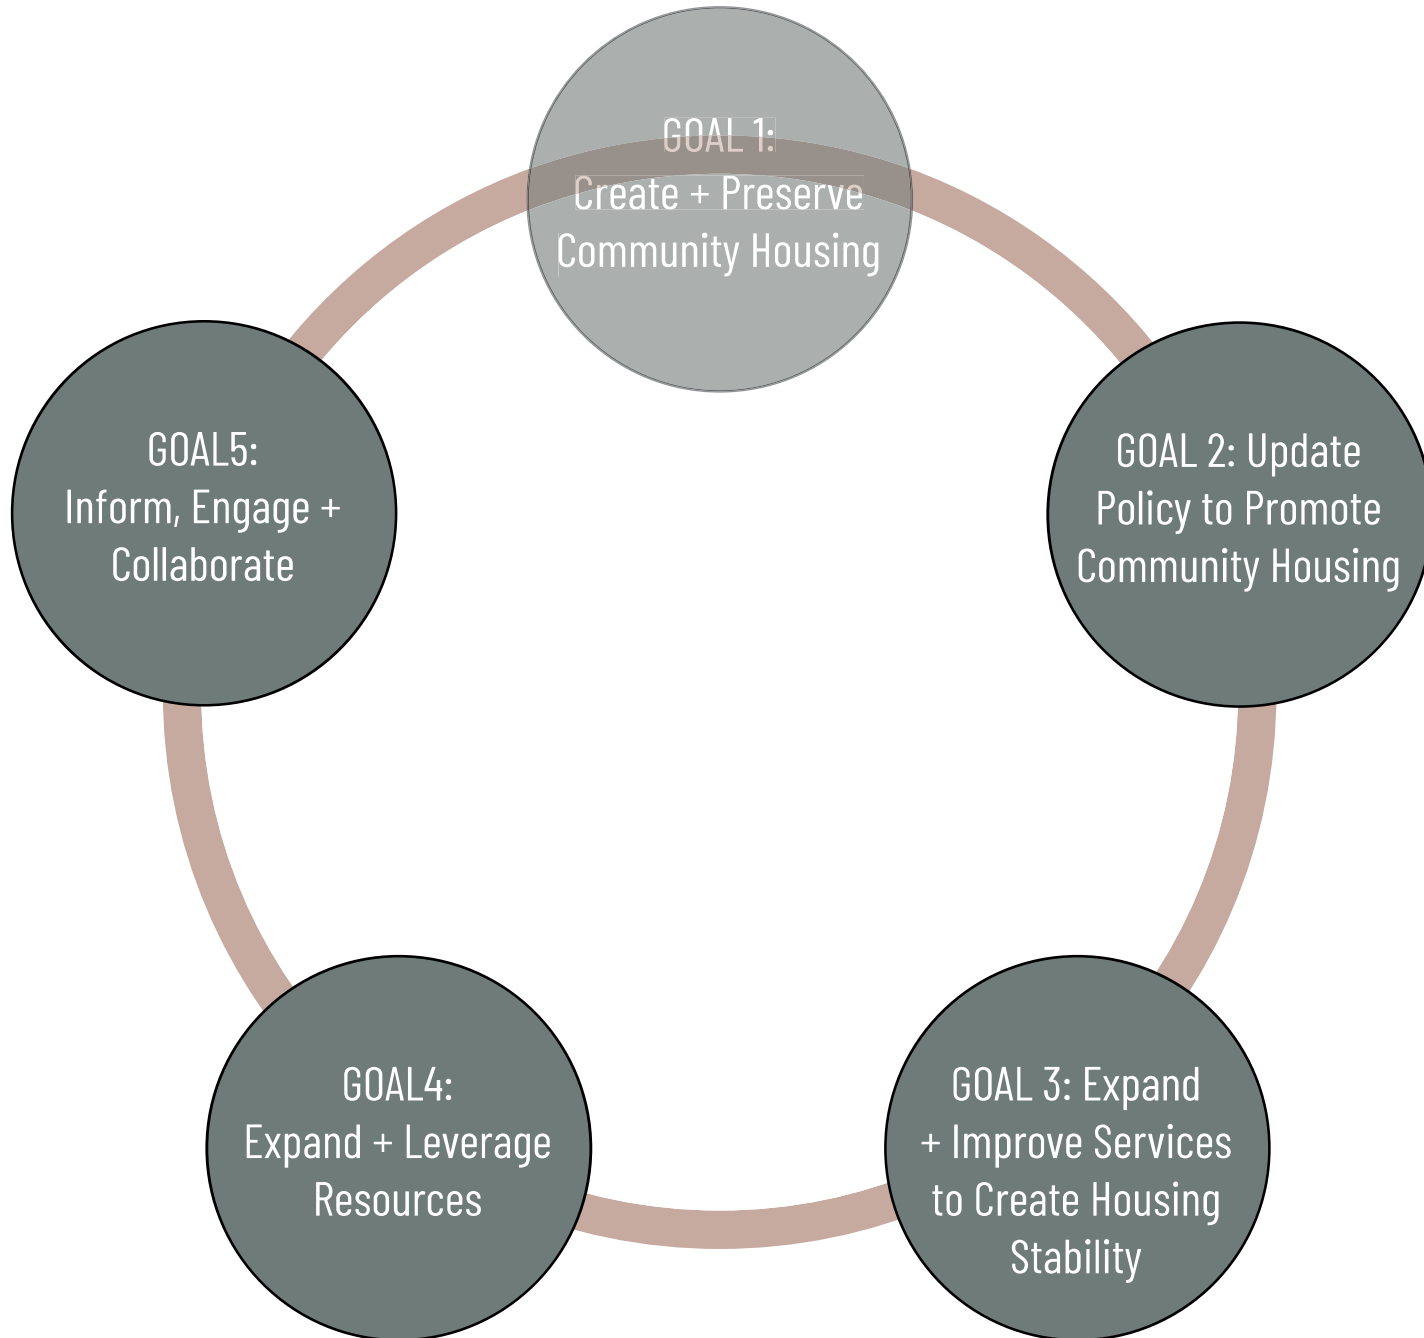 GOAL 1:
Create + Preserve
Community Housing
GOAL 2: Update
Policy to Promote
Community Housing
GOAL 3: Expand
+ Improve Services
to Create Housing
Stability
GOAL4:
Expand + Leverage
Resources
GOAL5:
Inform, Engage +
Collaborate